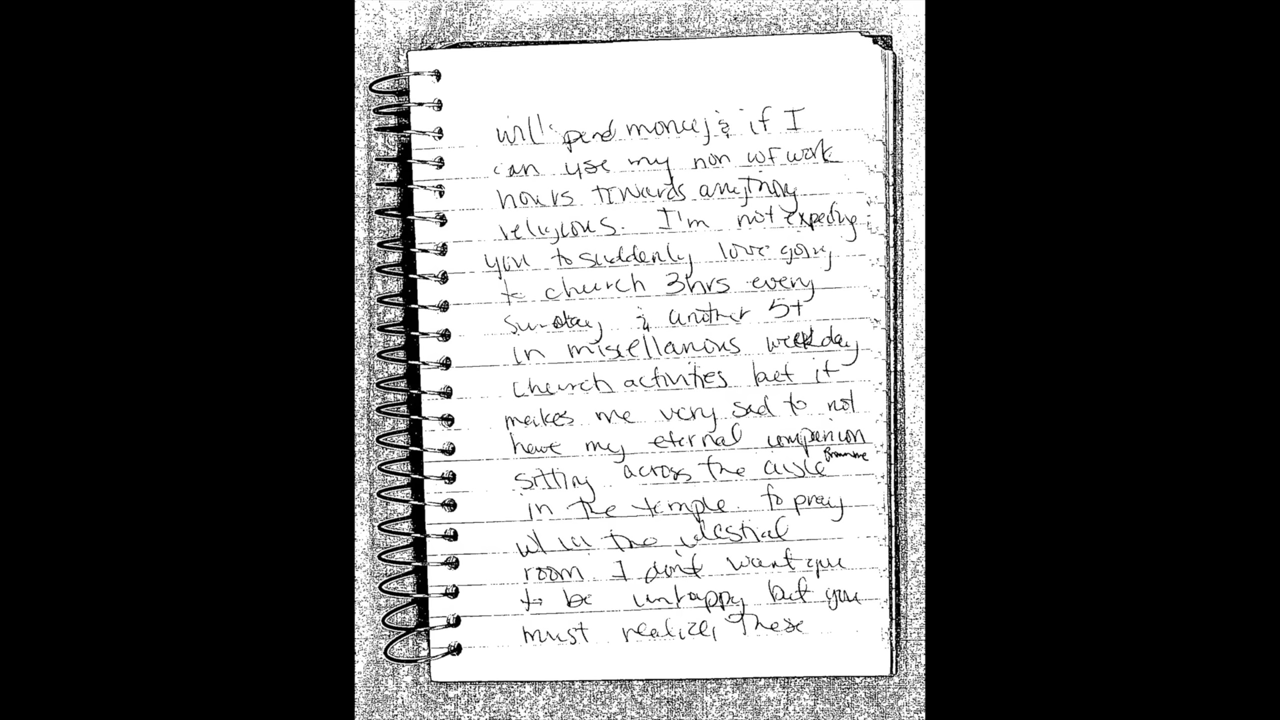 will spend money & if I
can use my non wf work
hours towards anything
religious. I'm not expecting
you to suddenly love going
to church 3hrs every
sunday & another 5+
in miscellanous weekday
church activities but it
makes me very sad to not
have my eternal companion
sitting across the aisle from me
in the temple. to pray
w/ in the celestial
room I don't want you
to be unhappy but you
must realize, these